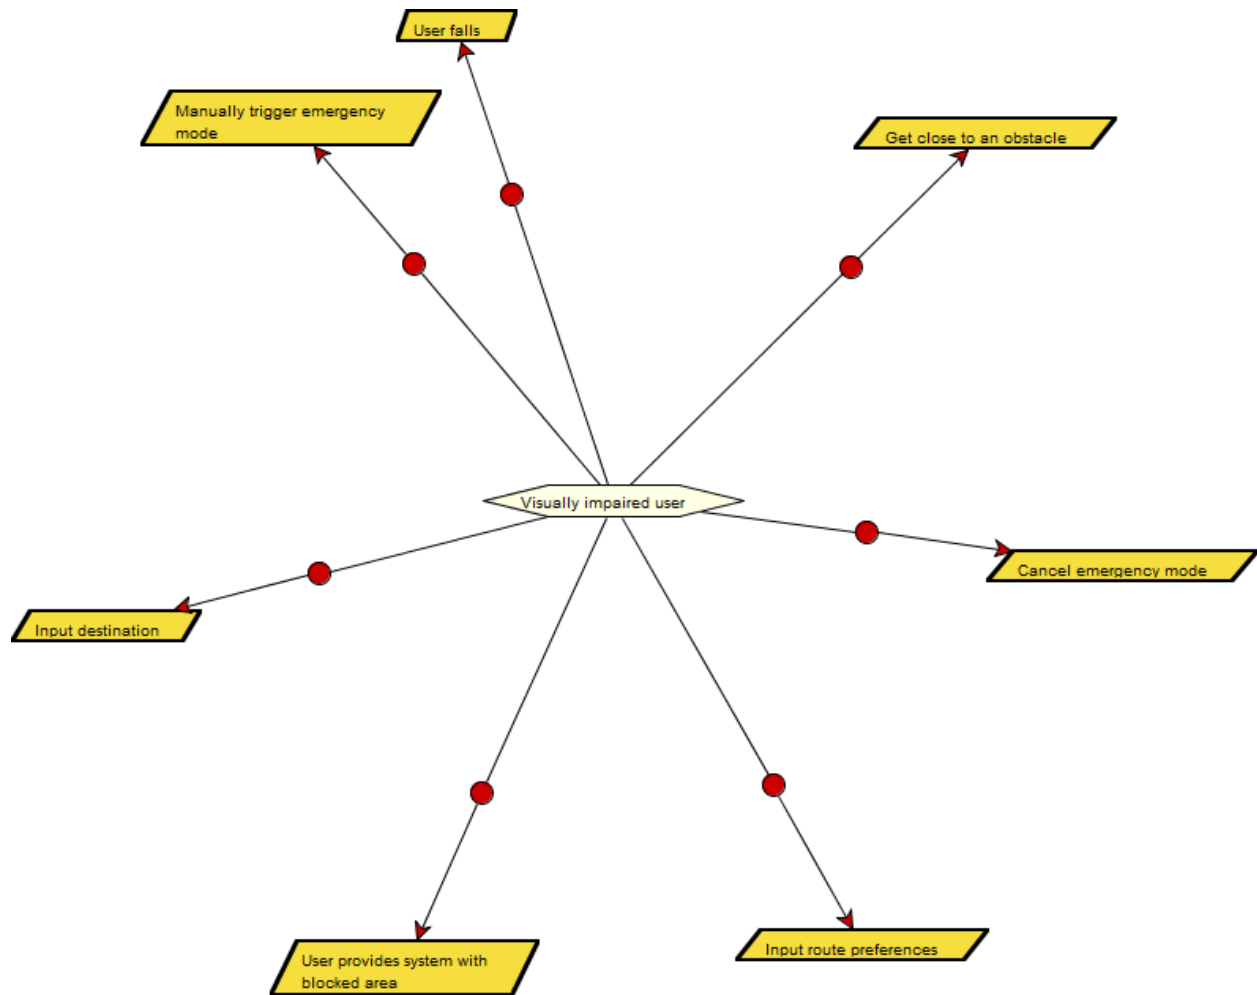 User falls
Manually trigger emergency
mode
Get close to an obstacle
Visually impaired user
Cancel emergency mode
Input destination
User provides system with
blocked area
Input route preferences